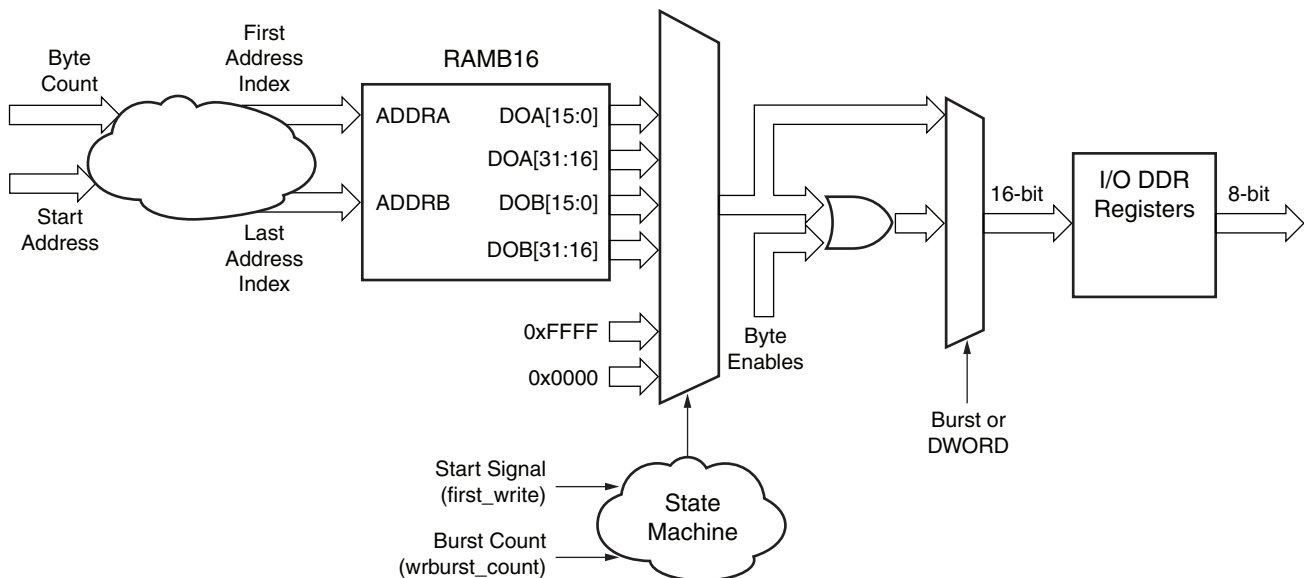 Byte
Count
Start
Address
First
Address
Index
Last
Address
Index
RAMB16
ADDRA
ADDRB
DOA[15:0]
DOA[31:16]
DOB[15:0]
DOB[31:16]
0xFFFF
0x0000
Byte
Enables
16-bit
I/O DDR
Registers
8-bit
Burst or
DWORD
Start Signal
(first_write)
Burst Count
(wrburst_count)
State
Machine